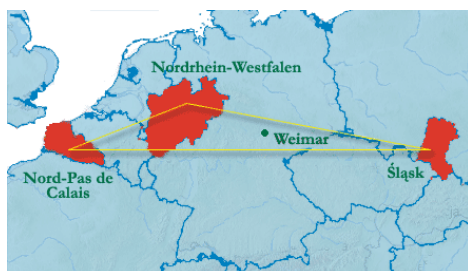 Nordrhein-Westfalen
Weimar
Śląsk
Nord-Pas de
Calais